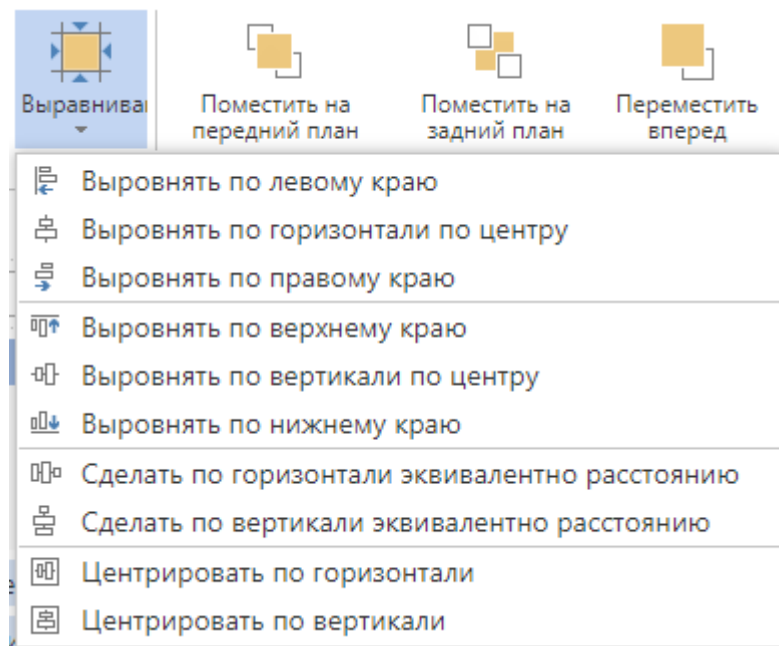 Выравнива
Поместить на
передний план
Поместить на
задний план
Переместить
вперед
Выровнять по левому краю
Выровнять по горизонтали по центру
Выровнять по правому краю
Выровнять по верхнему краю
Выровнять по вертикали по центру
Выровнять по нижнему краю
Сделать по горизонтали эквивалентно расстоянию
Сделать по вертикали эквивалентно расстоянию
Центрировать по горизонтали
Центрировать по вертикали